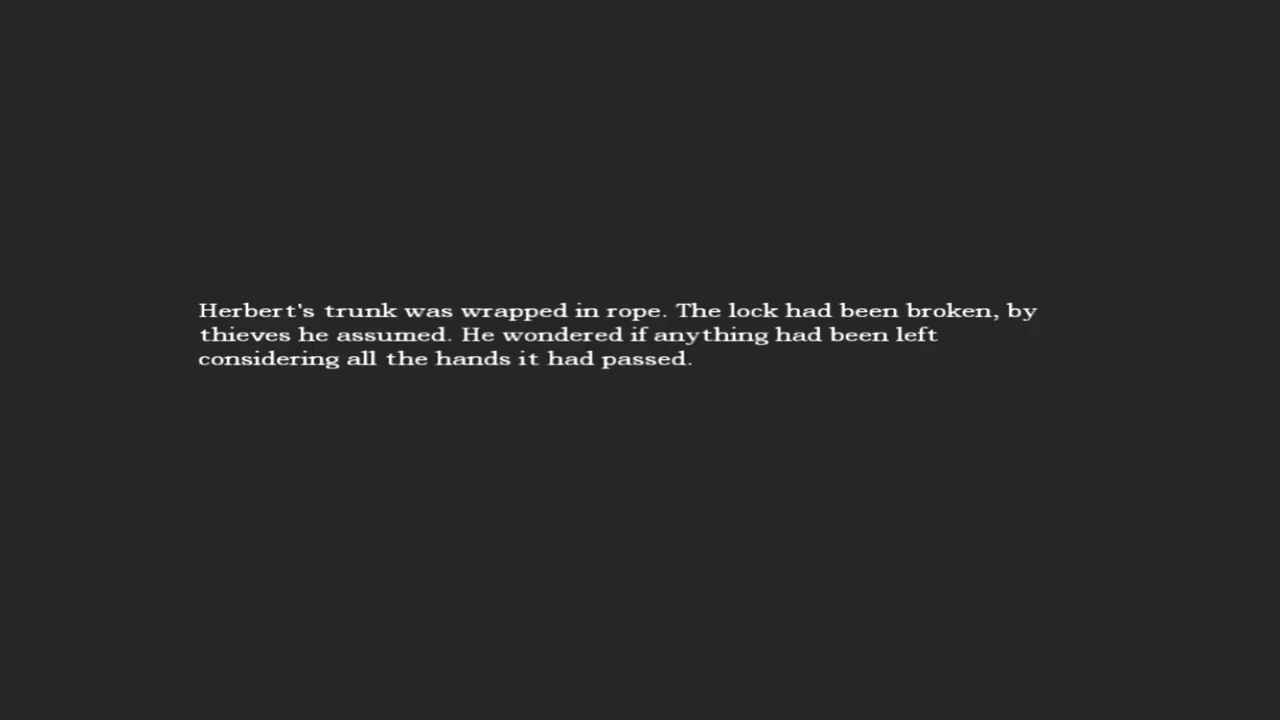 Herbert's trunk was wrapped in rope. The lock had been broken, by
thieves he assumed. He wondered if anything had been left
considering all the hands it had passed.